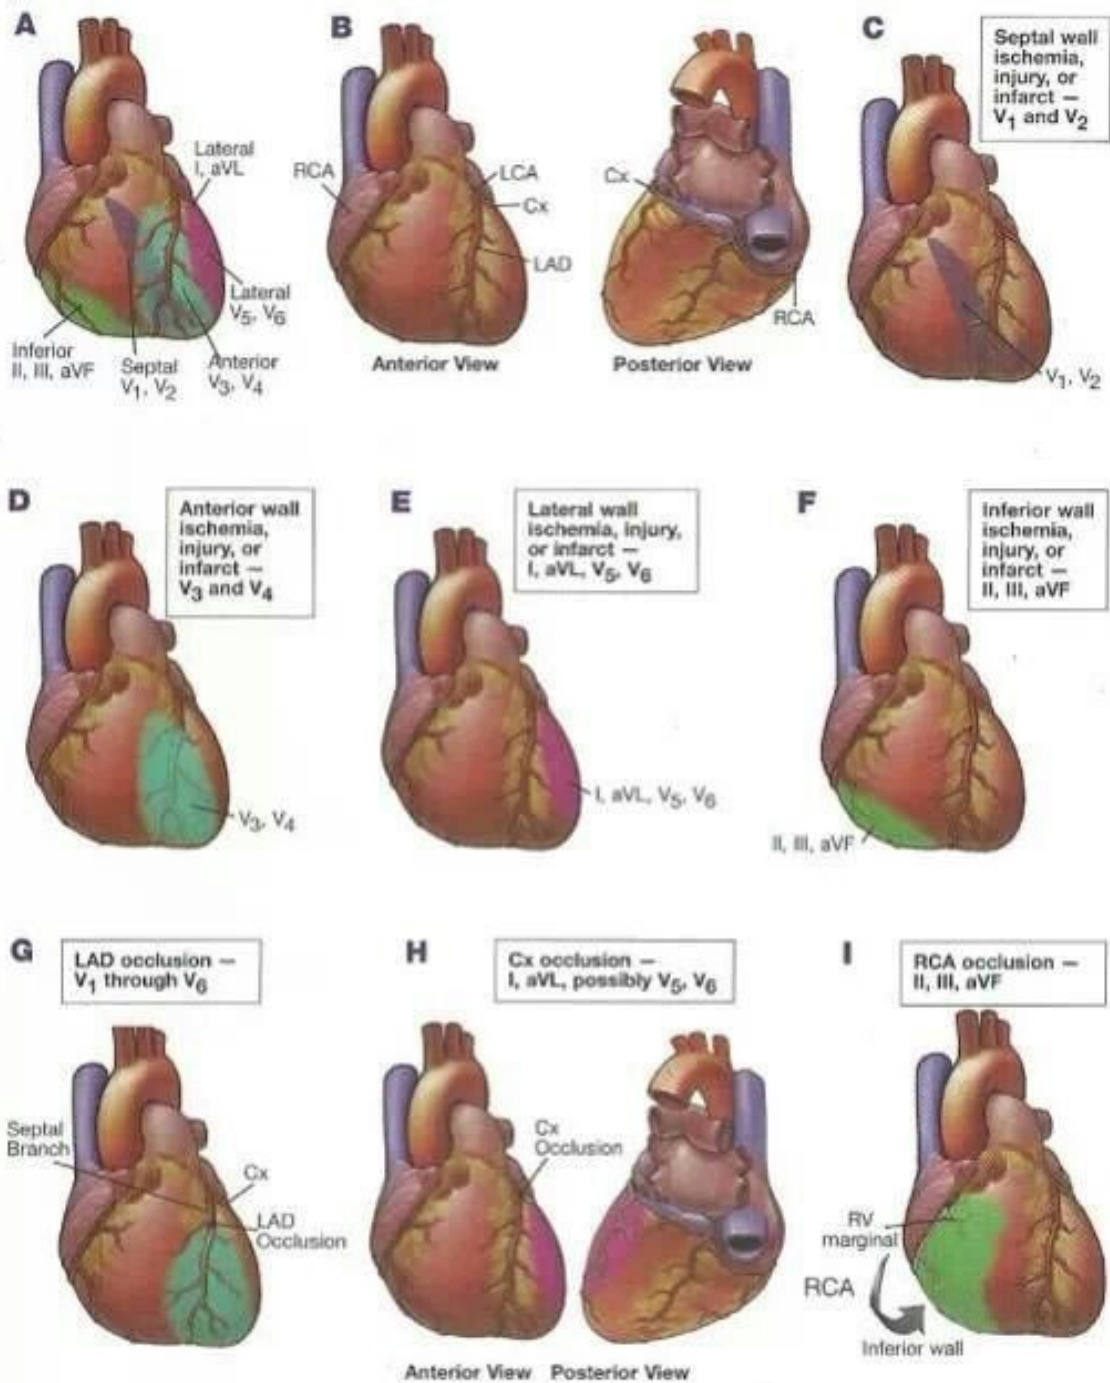 A
Lateral
I, aVL
Lateral
V5, V6
Inferior
II, III, aVF
Septal
V1, V2
Anterior
V3, V4
B
RCA
LCA
Cx
LAD
Anterior View
Cx
RCA
Posterior View
C
Septal wall
ischemia,
injury, or
infarct —
V1 and V2
V1, V2
D
Anterior wall
ischemia,
injury, or
infarct —
V3 and V4
V3, V4
E
Lateral wall
ischemia, injury,
or infarct —
I, aVL, V5, V6
I, aVL, V5, V6
F
Inferior wall
ischemia,
injury, or
infarct —
II, III, aVF
II, III, aVF
G
LAD occlusion —
V1 through V6
Septal
Branch
Cx
LAD
Occlusion
H
Cx occlusion —
I, aVL, possibly V5, V6
Cx
Occlusion
Anterior View
Posterior View
I
RCA occlusion —
II, III, aVF
RV
marginal
RCA
Inferior wall